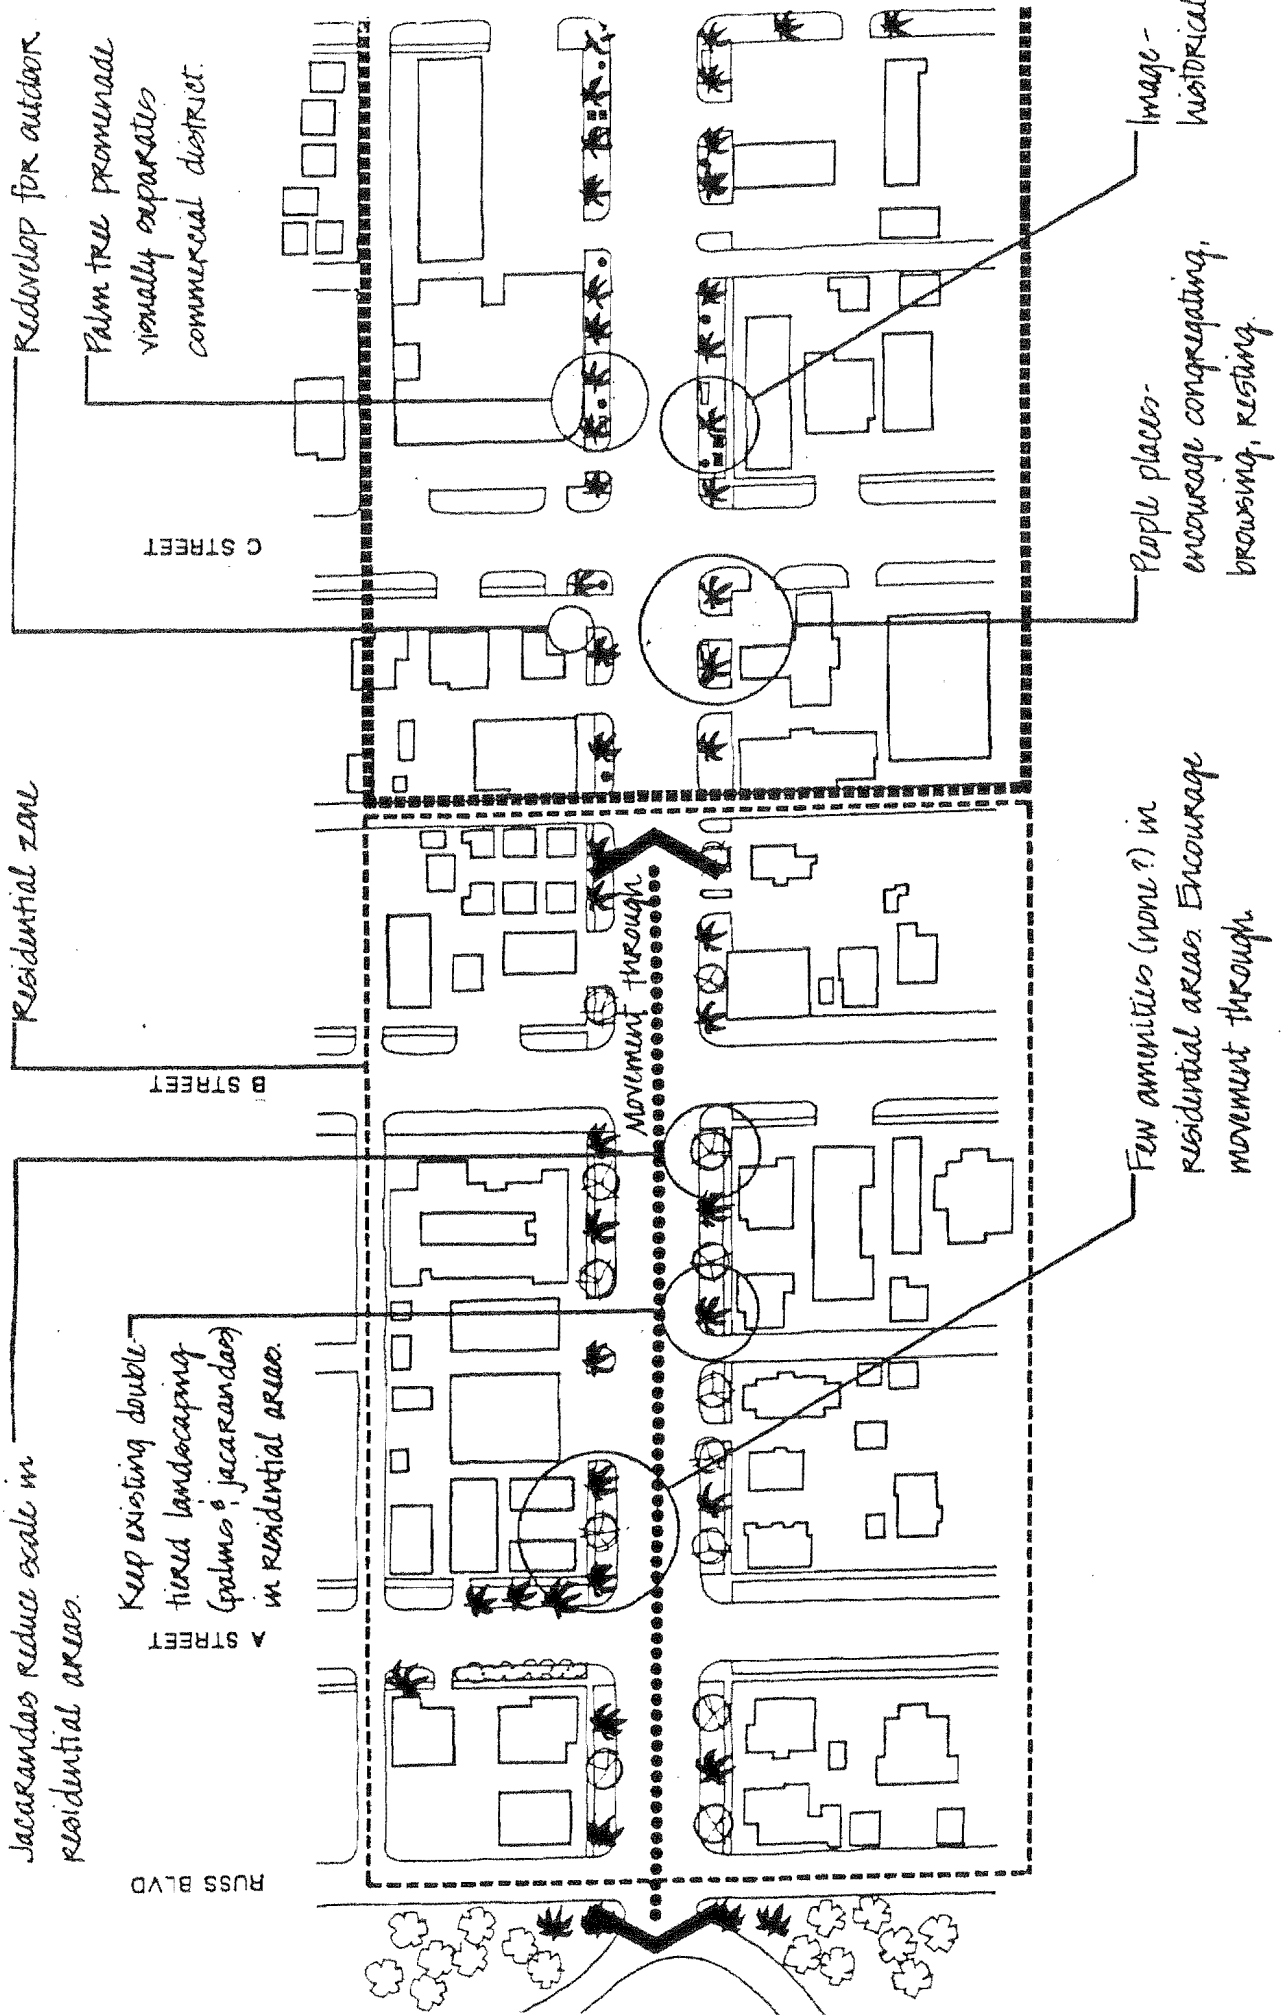 Jacarandas reduce scale in
residential areas.
Keep existing double-
tiered landscaping
(palms & jacarandas)
in residential areas.
Residential zone
Redevelop for outdoor
Palm tree promenade
visually separates
commercial district.
RUSS BLVD
A STREET
B STREET
C STREET
Movement through
Few amenities (none?) in
residential areas. Encourage
movement through.
People places-
encourage congregating,
browsing, resting.
Image-
historical